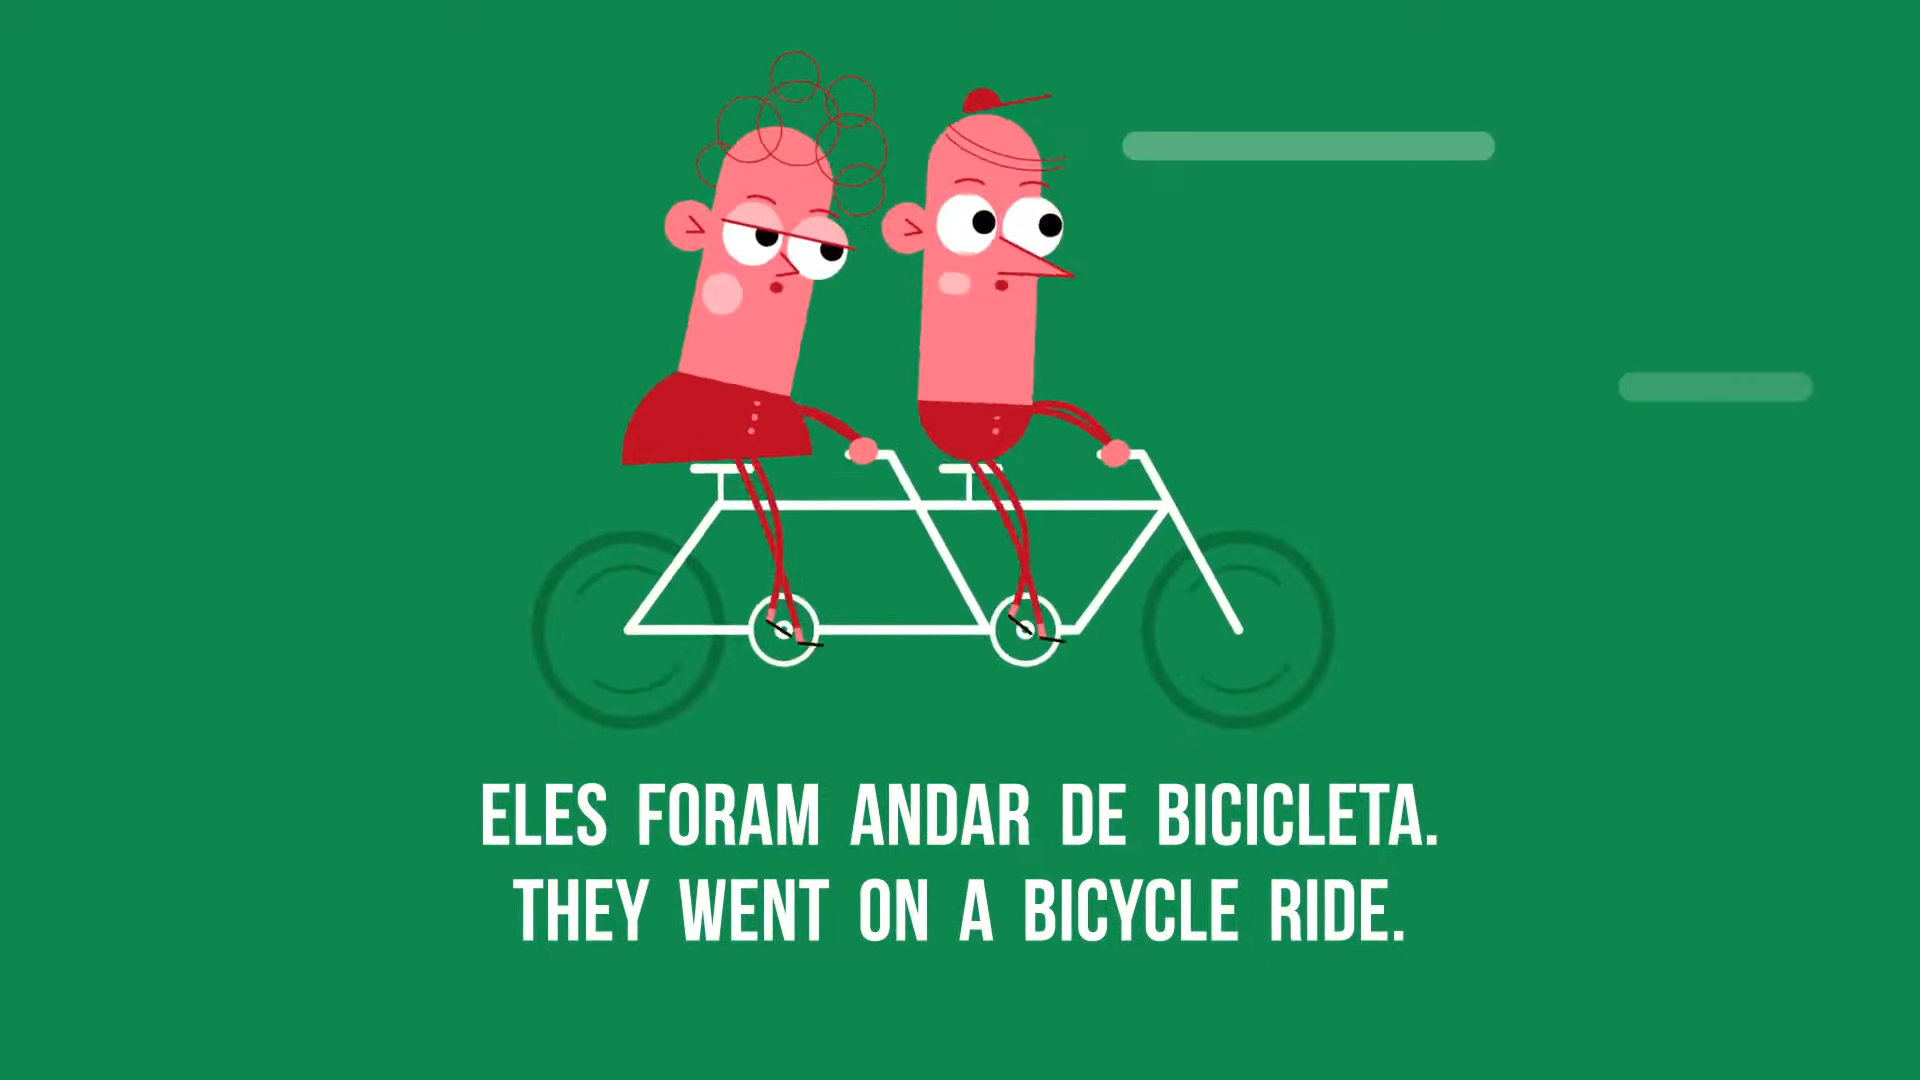 ELES FORAM ANDAR DE BICICLETA.
THEY WENT ON A BICYCLE RIDE.